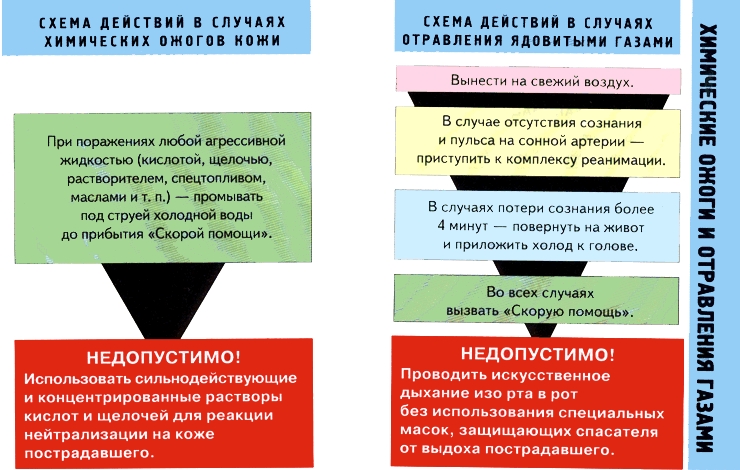 СХЕМА ДЕЙСТВИЙ В СЛУЧАЯХ
ХИМИЧЕСКИХ ОЖОГОВ КОЖИ
При поражениях любой агрессивной
жидкостью (кислотой, щелочью,
растворителем, спецтопливом,
маслами и т. п.) — промывать
под струей холодной воды
до прибытия «Скорой помощи».
НЕДОПУСТИМО!
Использовать сильнодействующие
и концентрированные растворы
кислот и щелочей для реакции
нейтрализации на коже
пострадавшего.
СХЕМА ДЕЙСТВИЙ В СЛУЧАЯХ
ОТРАВЛЕНИЯ ЯДОВИТЫМИ ГАЗАМИ
Вынести на свежий воздух.
В случае отсутствия сознания
и пульса на сонной артерии —
приступить к комплексу реанимации.
В случаях потери сознания более
4 минут — повернуть на живот
и приложить холод к голове.
Во всех случаях
вызвать «Скорую помощь».
НЕДОПУСТИМО!
Проводить искусственное
дыхание изо рта в рот
без использования специальных
масок, защищающих спасателя
от выдоха пострадавшего.
ХИМИЧЕСКИЕ ОЖОГИ И ОТРАВЛЕНИЯ ГАЗАМИ